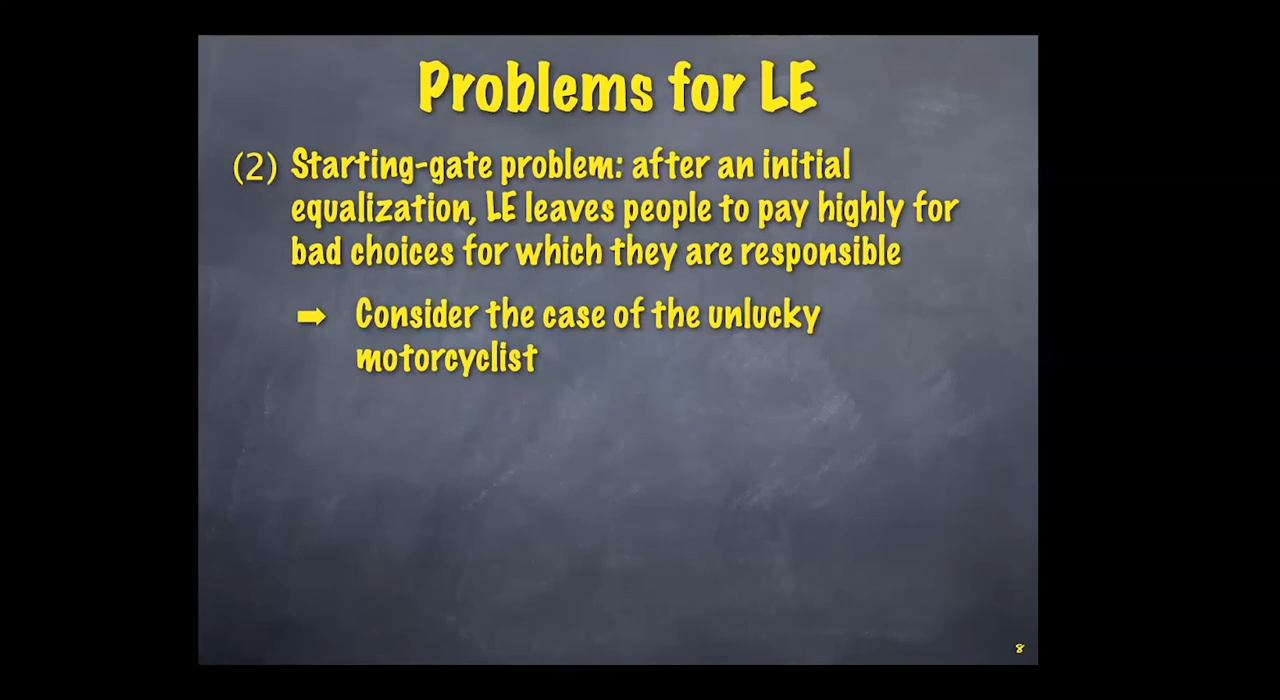 Problems for LE
(2) Starting-gate problem: after an initial
equalization, LE leaves people to pay highly for
bad choices for which they are responsible
➡ Consider the case of the unlucky
motorcyclist
8